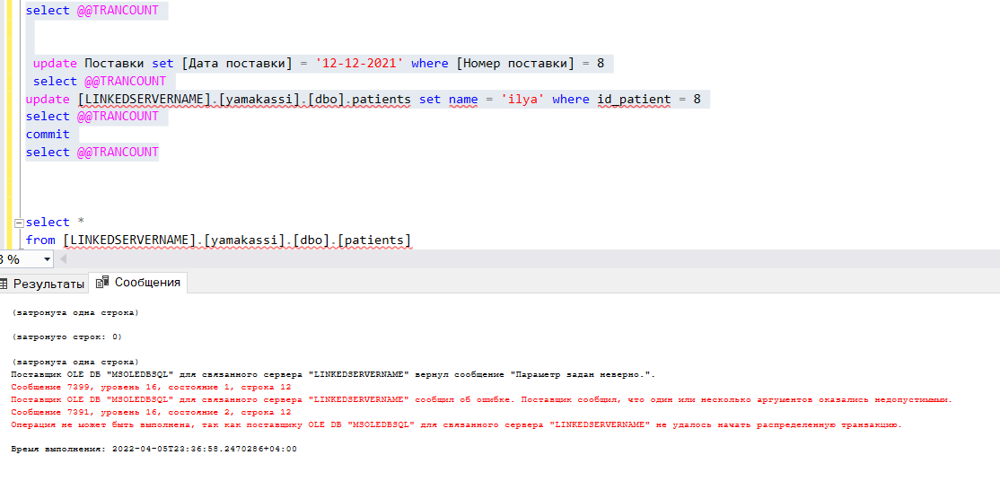 select @@TRANCOUNT
update Поставки set [Дата поставки] = '12-12-2021' where [Номер поставки] = 8
select @@TRANCOUNT
update [LINKEDSERVERNAME].[yamakassi].[dbo].patients set name = 'ilya' where id_patient = 8
select @@TRANCOUNT
commit
select @@TRANCOUNT
select *
from [LINKEDSERVERNAME].[yamakassi].[dbo].[patients]
3 %
Результаты Сообщения
(затронута одна строка)
(затронуто строк: 0)
(затронута одна строка)
Поставщик OLE DB "MSOLEDBSQL" для связанного сервера "LINKEDSERVERNAME" вернул сообщение "Параметр задан неверно.".
Сообщение 7399, уровень 16, состояние 1, строка 12
Поставщик OLE DB "MSOLEDBSQL" для связанного сервера "LINKEDSERVERNAME" сообщил об ошибке. Поставщик сообщил, что один или несколько аргументов оказались недопустимыми.
Сообщение 7391, уровень 16, состояние 2, строка 12
Операция не может быть выполнена, так как поставщику OLE DB "MSOLEDBSQL" для связанного сервера "LINKEDSERVERNAME" не удалось начать распределенную транзакцию.
Время выполнения: 2022-04-05T23:36:58.2470286+04:00